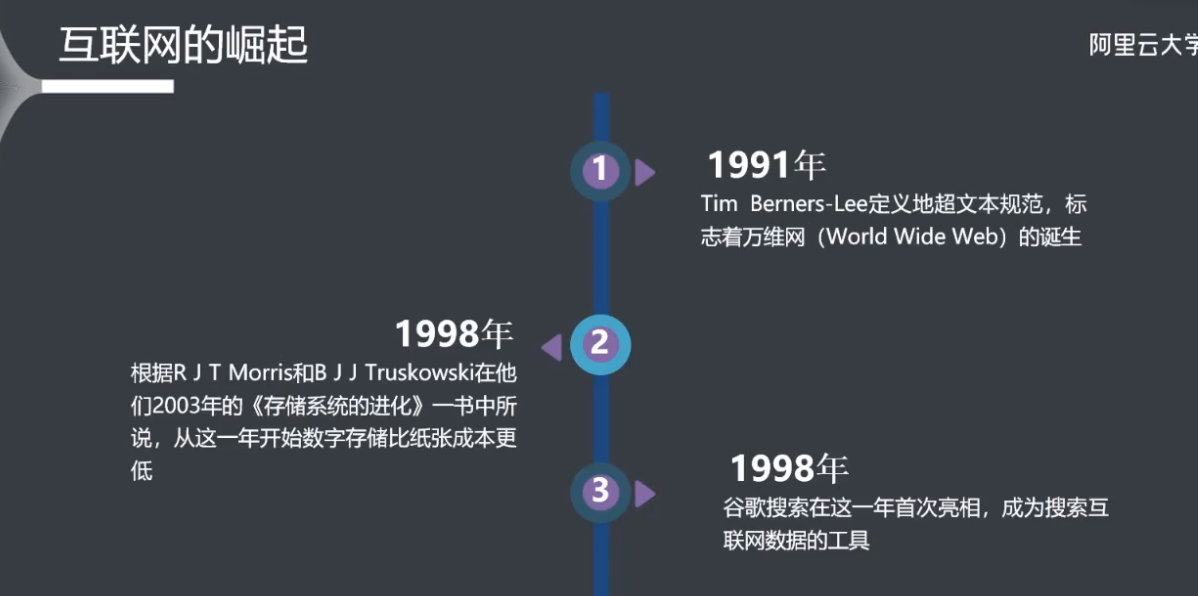 互联网的崛起
阿里云大学
1
1991年
Tim Berners-Lee定义地超文本规范，标
志着万维网（World Wide Web）的诞生
2
1998年
根据R J T Morris和B J J Truskowski在他
们2003年的《存储系统的进化》一书中所
说，从这一年开始数字存储比纸张成本更
低
3
1998年
谷歌搜索在这一年首次亮相，成为搜索互
联网数据的工具